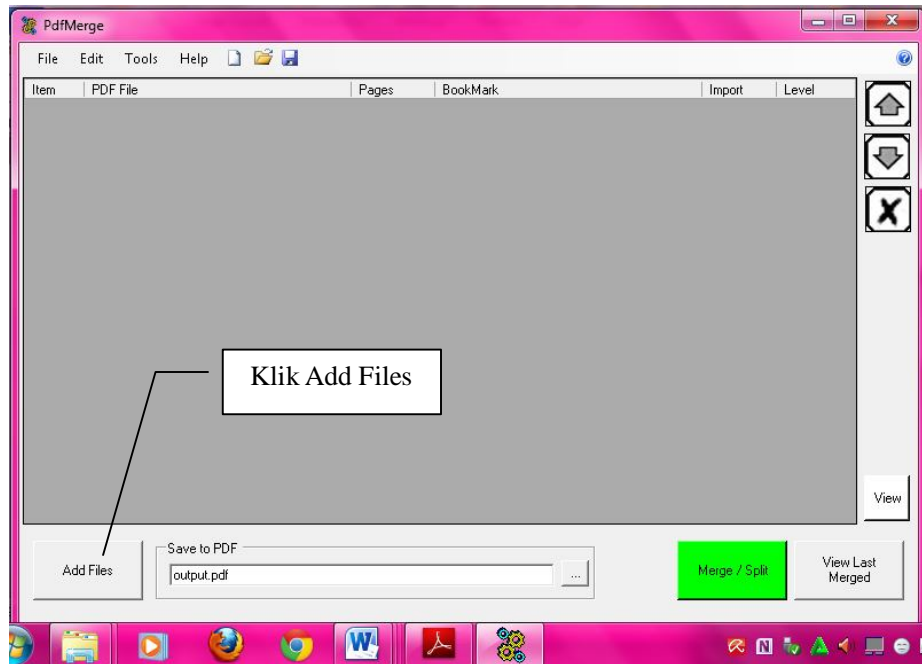 PdfMerge
File Edit Tools Help
Item PDF File Pages BookMark Import Level
Klik Add Files
View
Save to PDF
Add Files output.pdf ... Merge / Split View Last
Merged